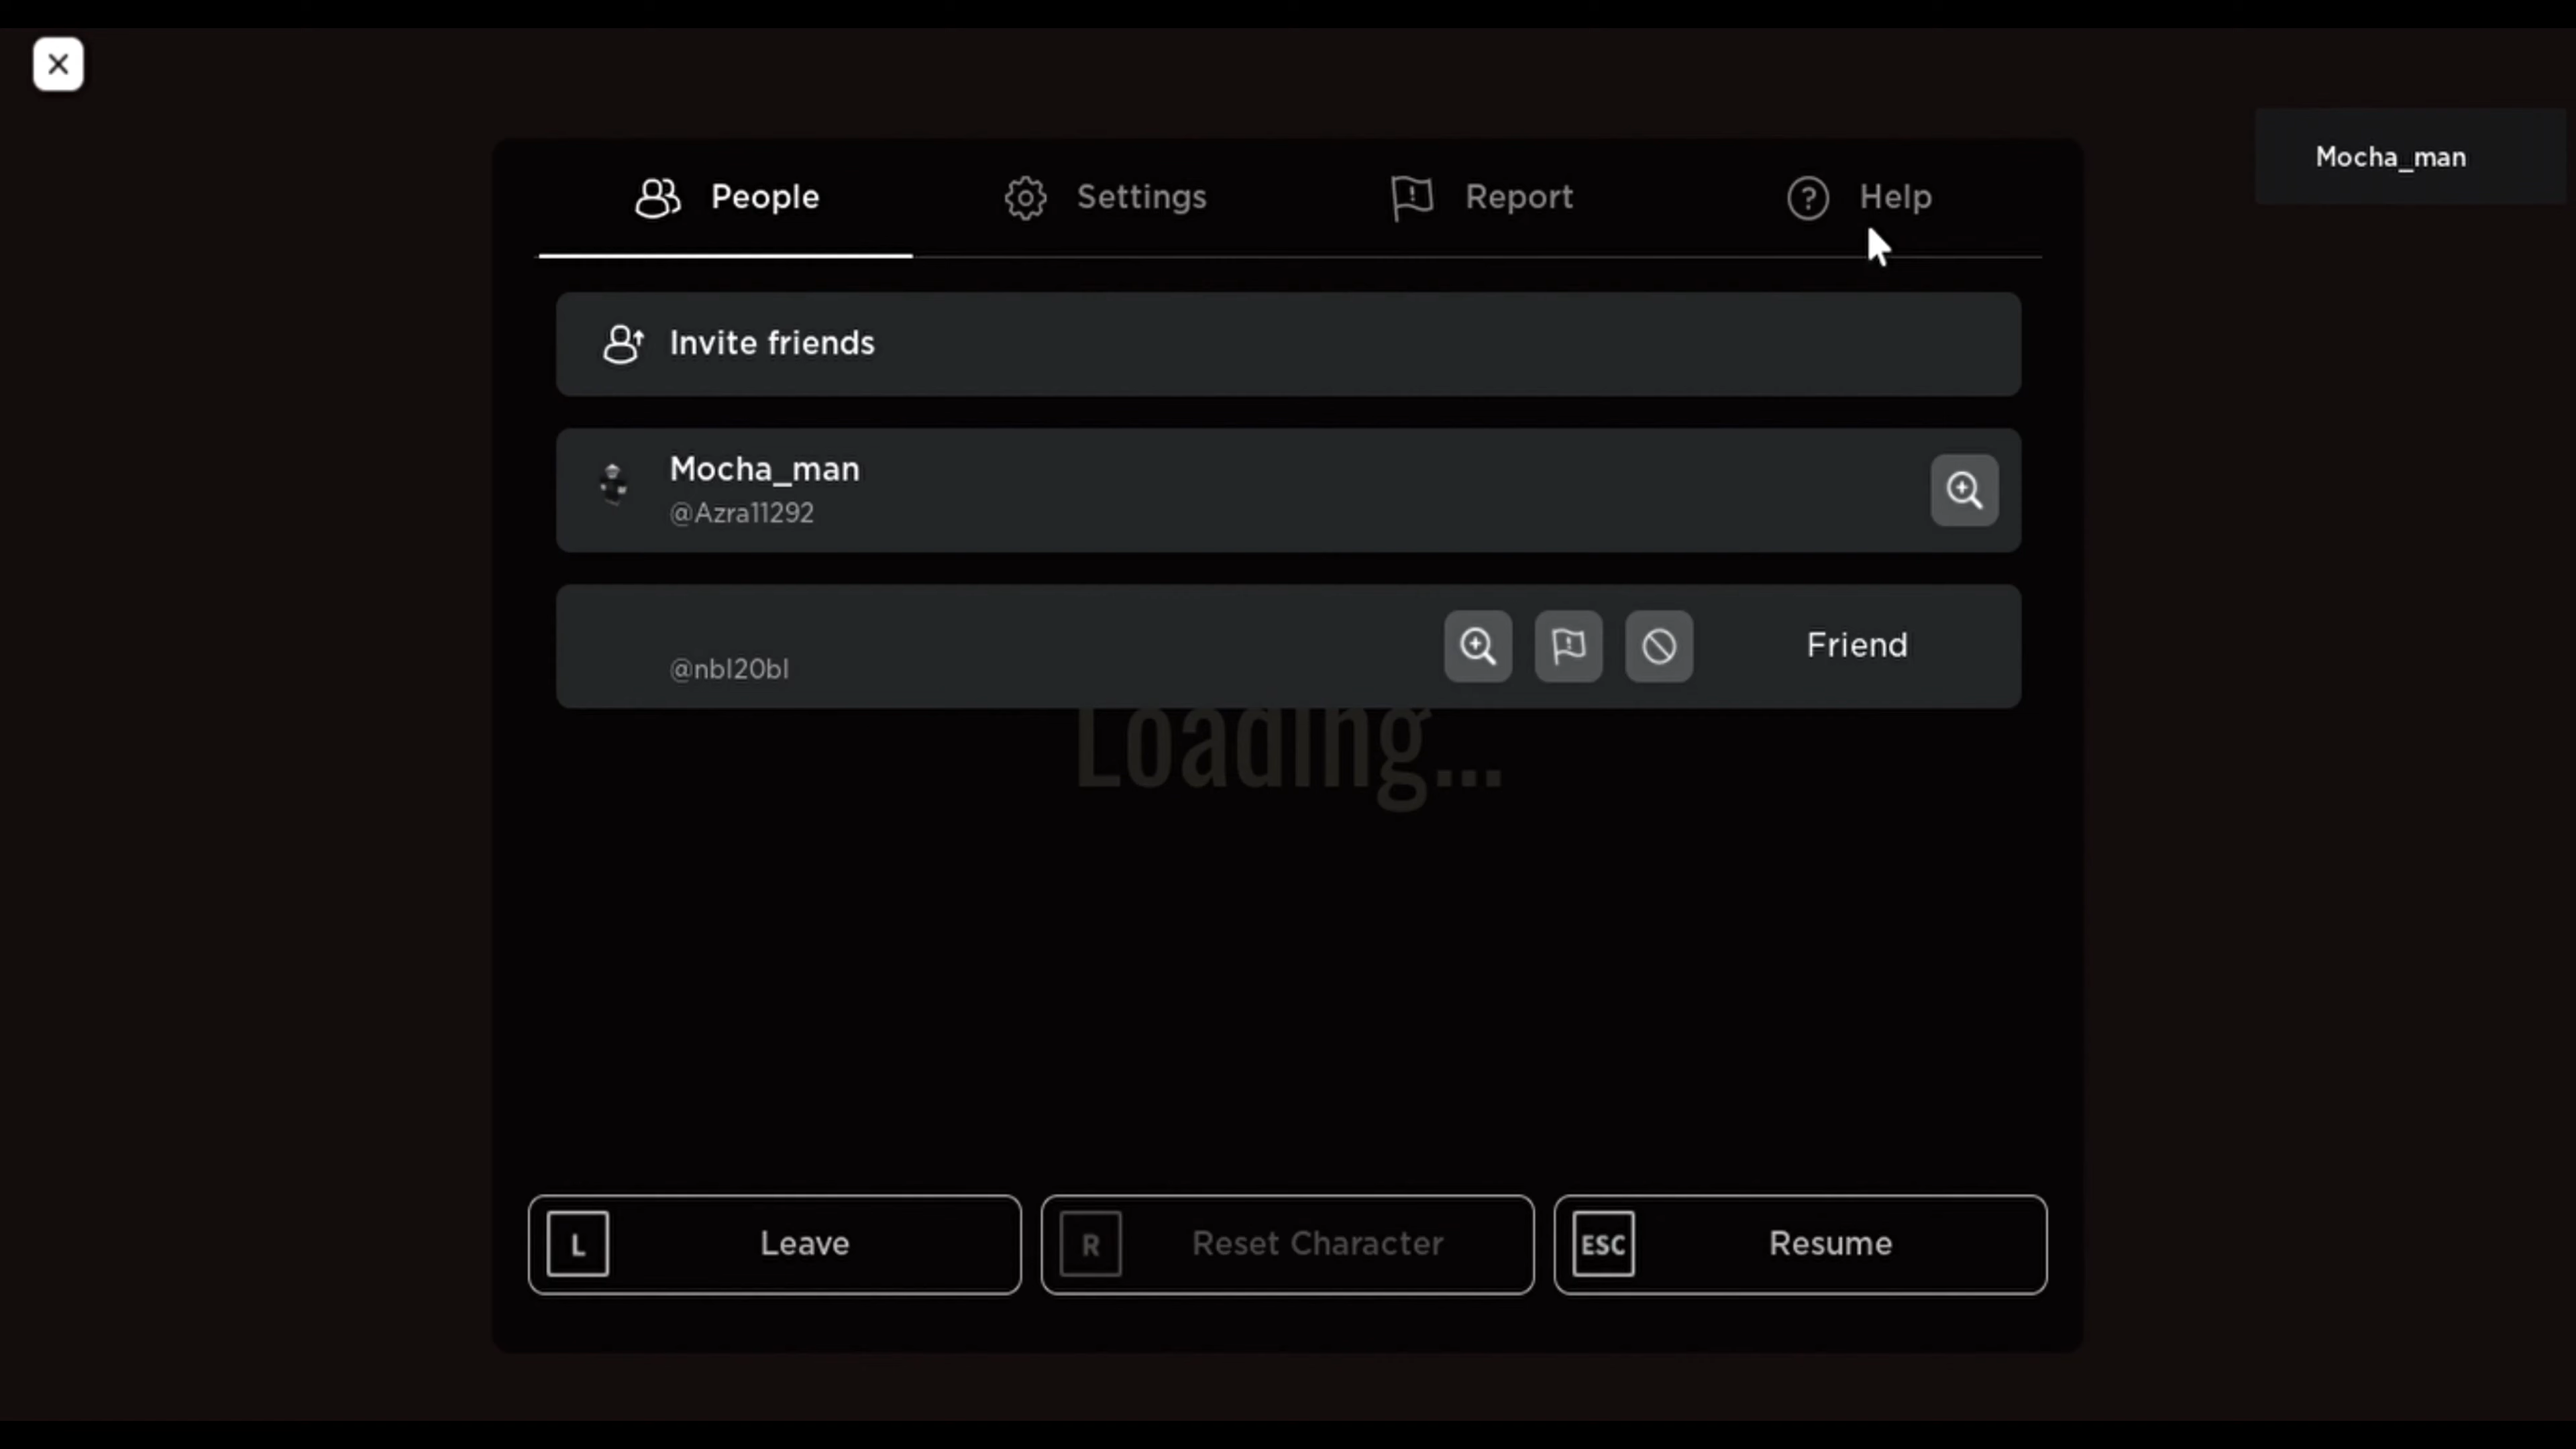 Mocha_man
People
Settings
Report
Help
Invite friends
Mocha_man
@Azra11292
@nbl20bl
Friend
Loading...
L
Leave
R
Reset Character
ESC
Resume